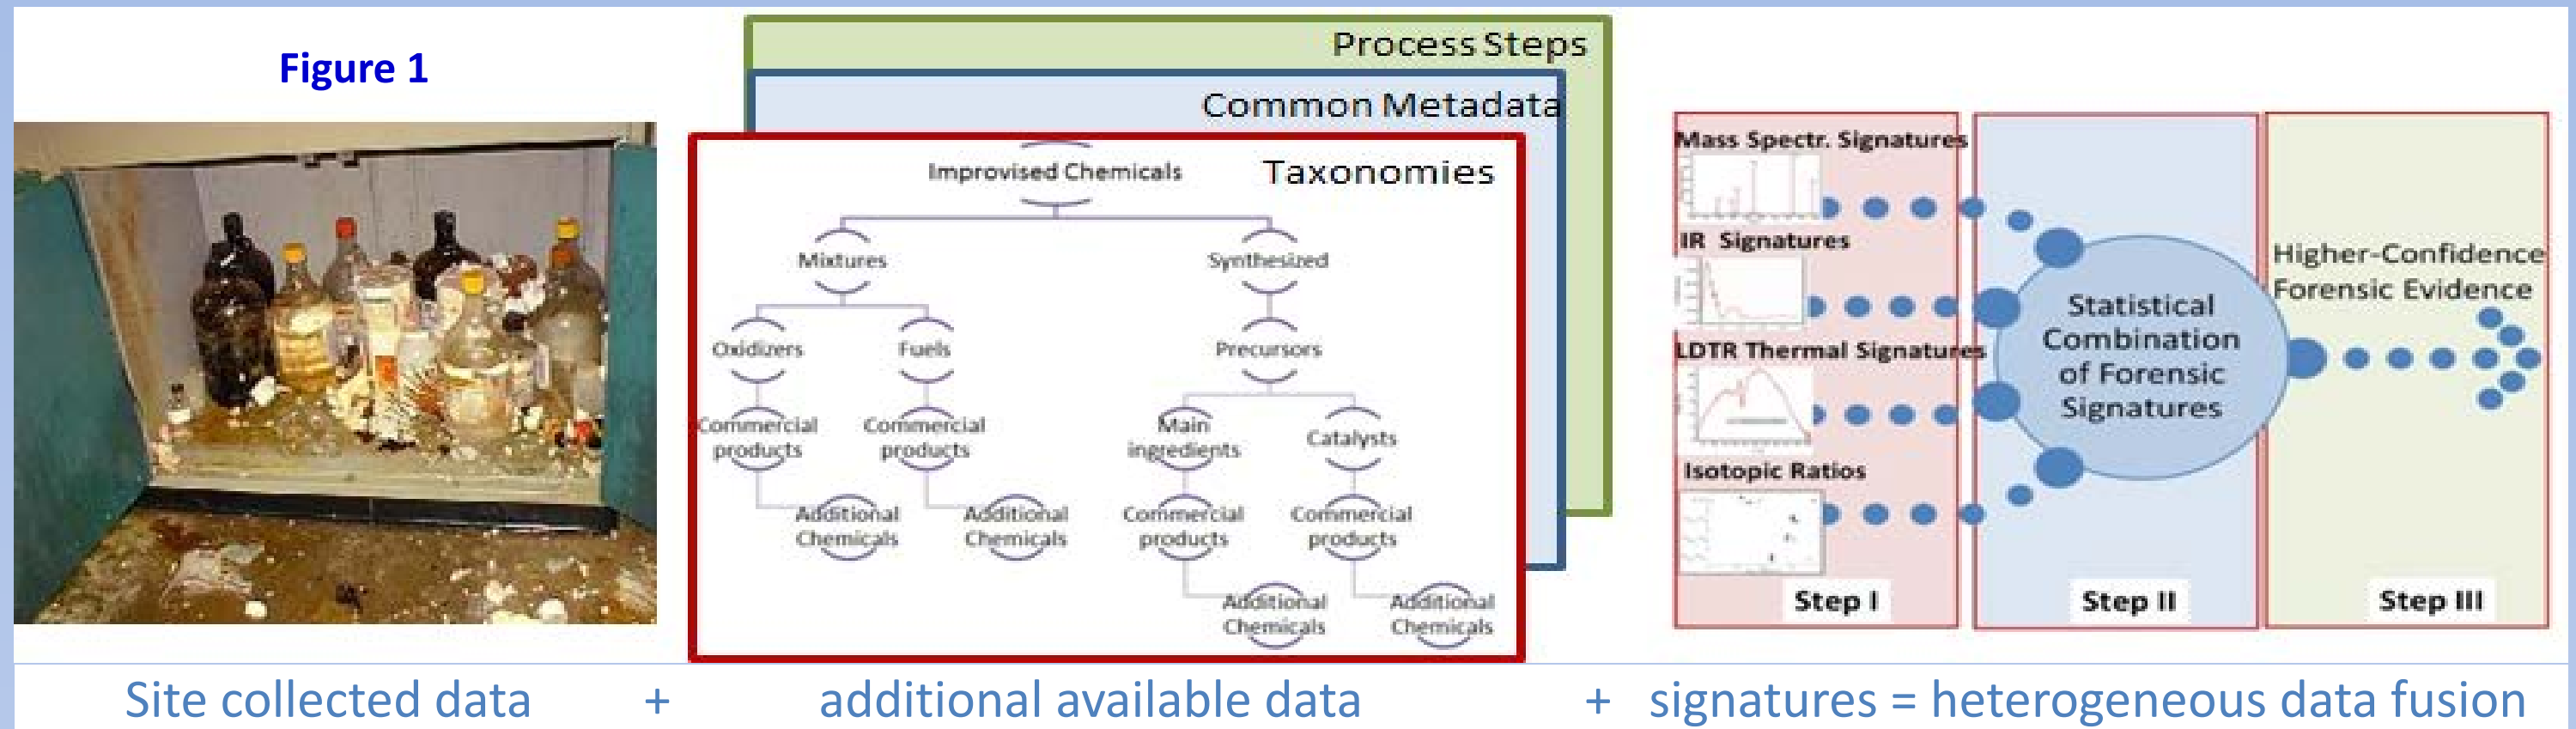 Figure 1
Process Steps
Common Metadata
Taxonomies
Improvised Chemicals
Mixtures
Synthesized
Oxidizers
Fuels
Precursors
Commercial
products
Commercial
products
Main
ingredients
Catalysts
Additional
Chemicals
Additional
Chemicals
Commercial
products
Commercial
products
Additional
Chemicals
Additional
Chemicals
Mass Spectr. Signatures
IR Signatures
LDTR Thermal Signatures
Isotopic Ratios
Step I
Statistical
Combination
of Forensic
Signatures
Step II
Higher-Confidence
Forensic Evidence
Step III
Site collected data + additional available data + signatures = heterogeneous data fusion